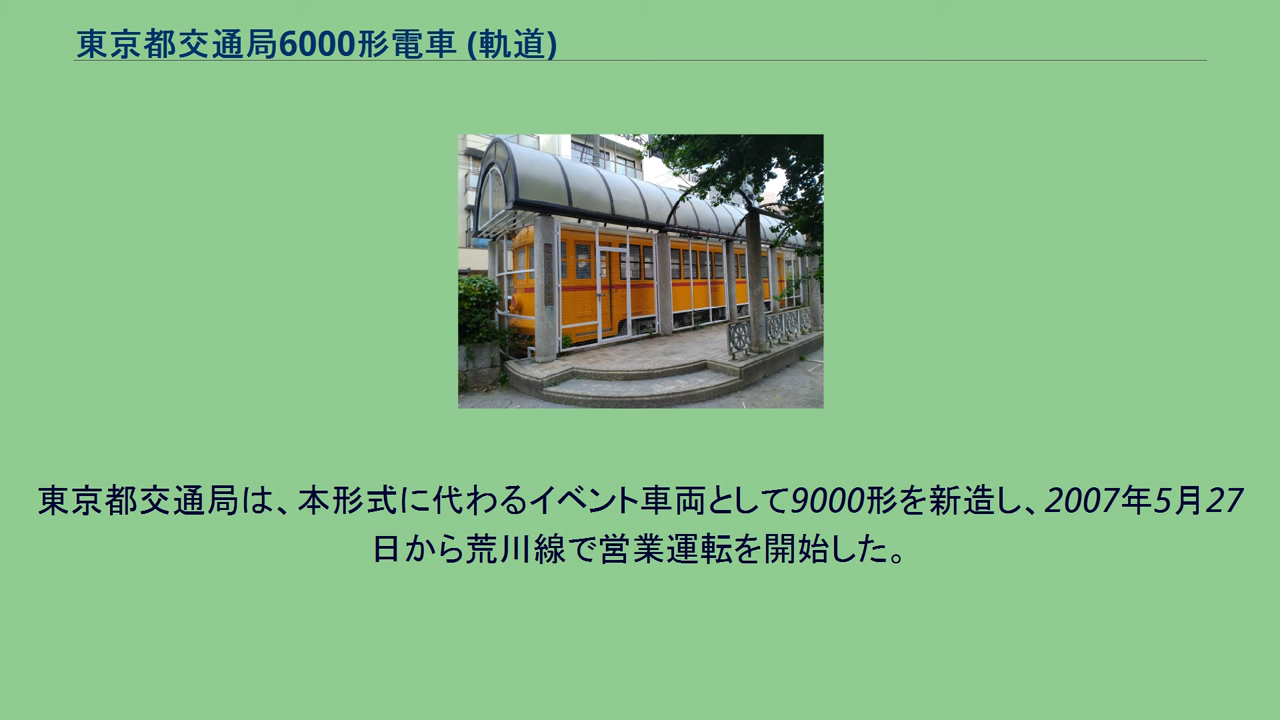 東京都交通局6000形電車 (軌道)
東京都交通局は、本形式に代わるイベント車両として9000形を新造し、2007年5月27
日から荒川線で営業運転を開始した。